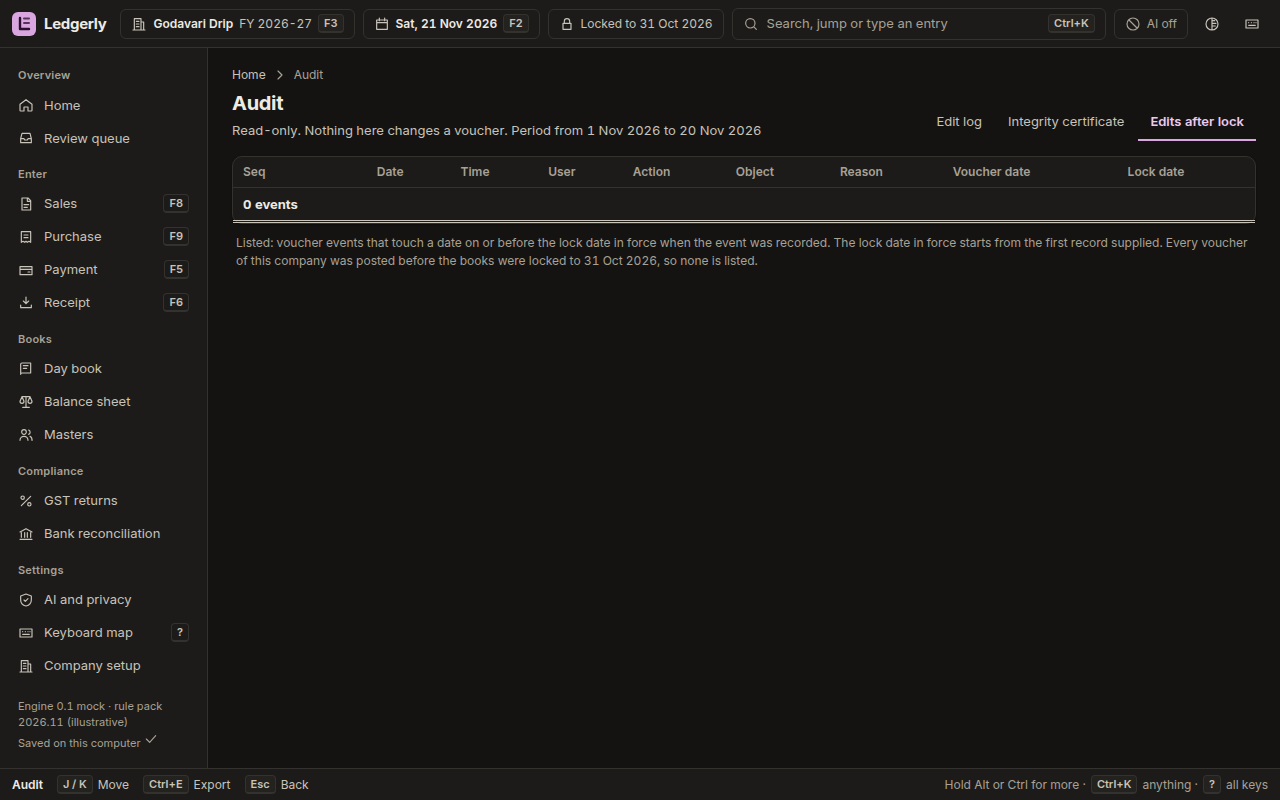 Ledgerly
Godavari Drip FY 2026-27 F3
Sat, 21 Nov 2026 F2
Locked to 31 Oct 2026
Search, jump or type an entry Ctrl+K
AI off
Overview
Home
Review queue
Enter
Sales F8
Purchase F9
Payment F5
Receipt F6
Books
Day book
Balance sheet
Masters
Compliance
GST returns
Bank reconciliation
Settings
AI and privacy
Keyboard map ?
Company setup
Engine 0.1 mock · rule pack
2026.11 (illustrative)
Saved on this computer
Home > Audit
Audit
Read-only. Nothing here changes a voucher. Period from 1 Nov 2026 to 20 Nov 2026
Edit log Integrity certificate Edits after lock
Seq Date Time User Action Object Reason Voucher date Lock date
0 events
Listed: voucher events that touch a date on or before the lock date in force when the event was recorded. The lock date in force starts from the first record supplied. Every voucher
of this company was posted before the books were locked to 31 Oct 2026, so none is listed.
Audit J / K Move Ctrl+E Export Esc Back
Hold Alt or Ctrl for more · Ctrl+K anything · ? all keys